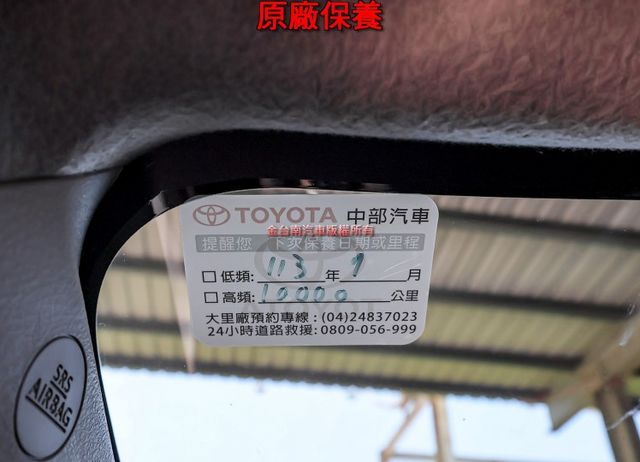 原廠保養
TOYOTA 中部汽車
金台南汽車版權所有
提醒您 下次保養日期或里程
□低頻: 113 年 9 月
□高頻: 10000 公里
大里廠預約專線:(04)24837023
24小時道路救援:0809-056-999
SRS
AIRBAG